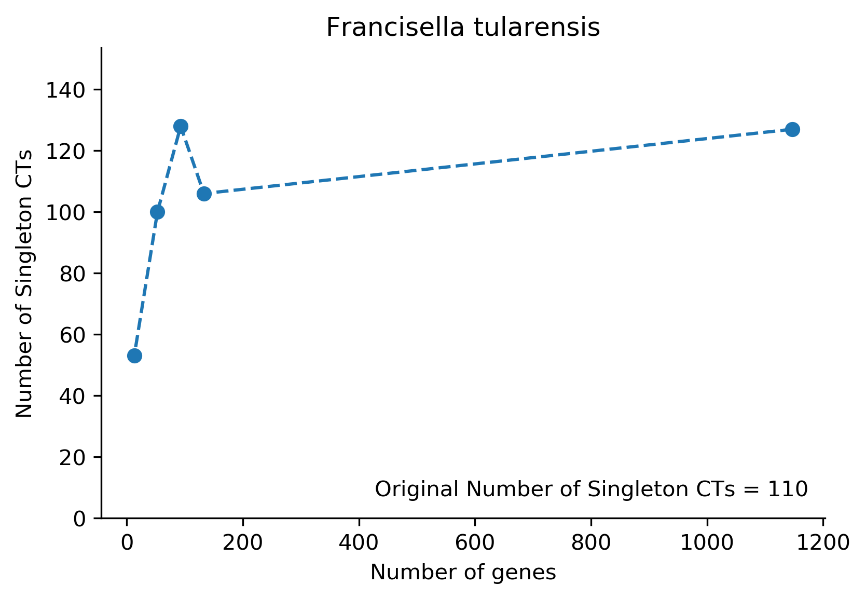 Francisella tularensis
Number of Singleton CTs
140
120
100
80
60
40
20
0
Original Number of Singleton CTs = 110
0 200 400 600 800 1000 1200
Number of genes